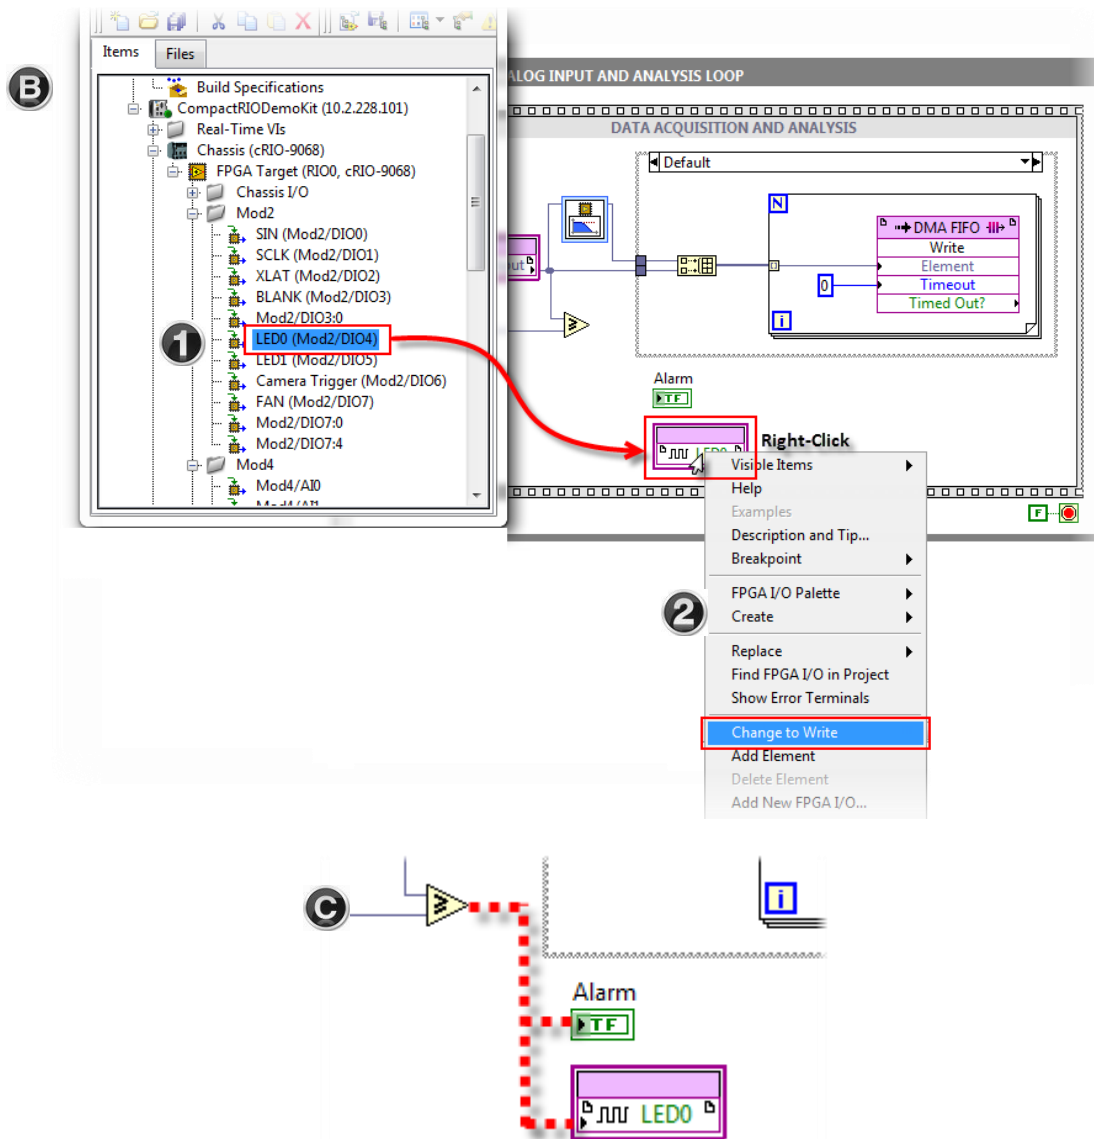 B
Items
Files
Build Specifications
CompactRIODemoKit (10.2.228.101)
Real-Time VIs
Chassis (cRIO-9068)
FPGA Target (RIO0, cRIO-9068)
Chassis I/O
Mod2
SIN (Mod2/DIO0)
SCLK (Mod2/DIO1)
XLAT (Mod2/DIO2)
BLANK (Mod2/DIO3)
Mod2/DIO3:0
1
LED0 (Mod2/DIO4)
LED1 (Mod2/DIO5)
Camera Trigger (Mod2/DIO6)
FAN (Mod2/DIO7)
Mod2/DIO7:0
Mod2/DIO7:4
Mod4
Mod4/AI0
Mod4/AI1
ALOG INPUT AND ANALYSIS LOOP
DATA ACQUISITION AND ANALYSIS
Default
N
DMA FIFO
Write
Element
0
Timeout
Timed Out?
i
Alarm
TF
LED0
Right-Click
F
Visible Items
Help
Examples
Description and Tip...
Breakpoint
2
FPGA I/O Palette
Create
Replace
Find FPGA I/O in Project
Show Error Terminals
Change to Write
Add Element
Delete Element
Add New FPGA I/O...
C
i
Alarm
TF
LED0